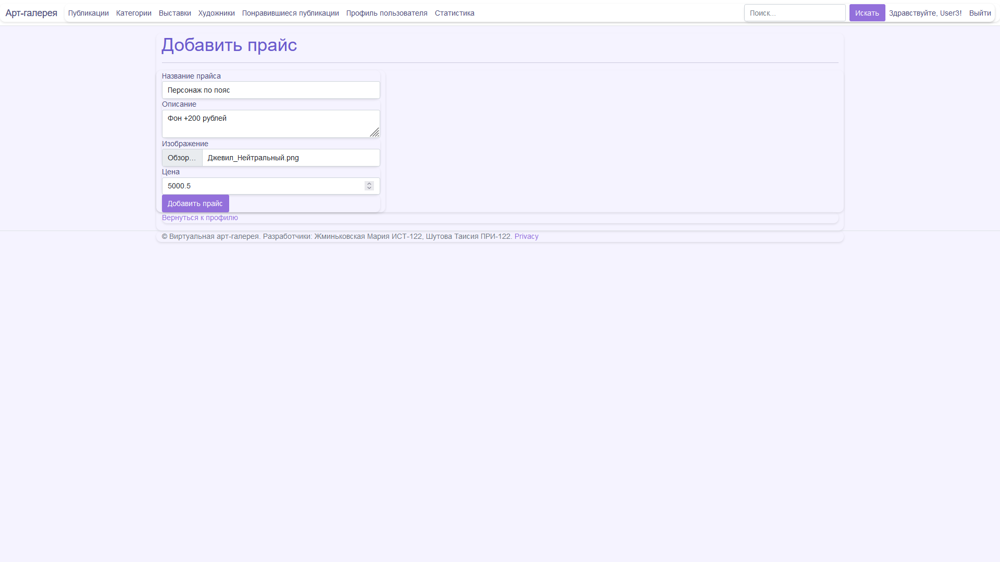 Арт-галерея Публикации Категории Выставки Художники Понравившиеся публикации Профиль пользователя Статистика Поиск... Искать Здравствуйте, User3! Выйти
Добавить прайс
Название прайса
Персонаж по пояс
Описание
Фон +200 рублей
Изображение
Обзор... Джевил_Нейтральный.png
Цена
5000.5
Добавить прайс
Вернуться к профилю
© Виртуальная арт-галерея. Разработчики: Жминьковская Мария ИСТ-122, Шутова Таисия ПРИ-122. Privacy